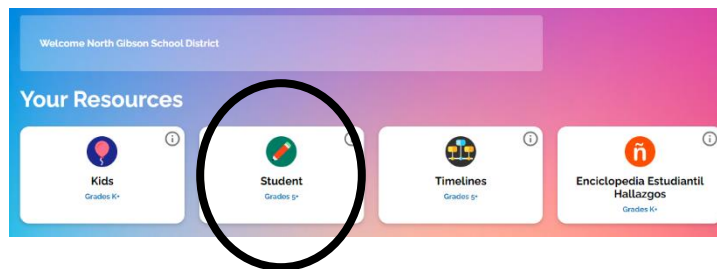 Welcome North Gibson School District
Your Resources
Kids
Grades K+
Student
Grades 5+
Timelines
Grades 5+
ñ
Enciclopedia Estudiantil
Hallazgos
Grades K+